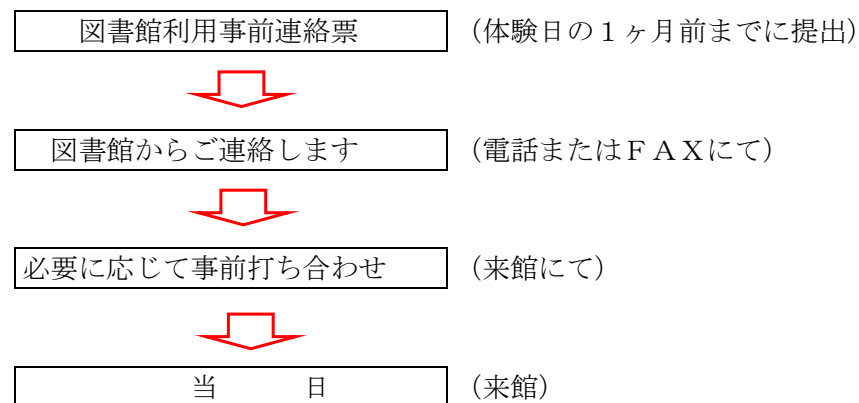 図書館利用事前連絡票　（体験日の１ヶ月前までに提出）
図書館からご連絡します　（電話またはＦＡＸにて）
必要に応じて事前打ち合わせ　（来館にて）
当　　　日　（来館）